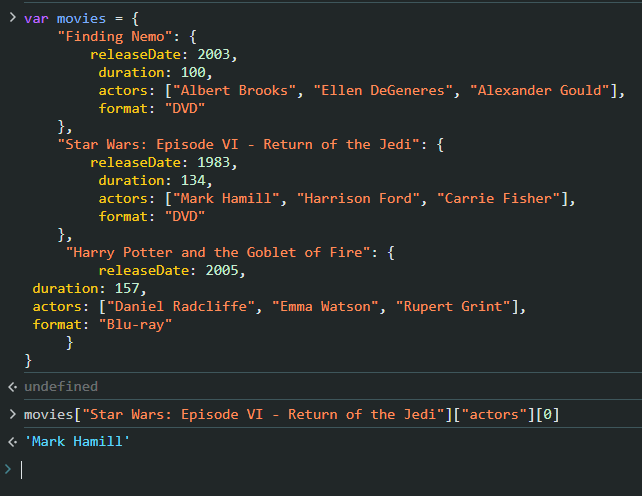 var movies = {
    "Finding Nemo": {
        releaseDate: 2003,
         duration: 100,
         actors: ["Albert Brooks", "Ellen DeGeneres", "Alexander Gould"],
         format: "DVD"
    },
    "Star Wars: Episode VI - Return of the Jedi": {
        releaseDate: 1983,
         duration: 134,
         actors: ["Mark Hamill", "Harrison Ford", "Carrie Fisher"],
         format: "DVD"
    },
     "Harry Potter and the Goblet of Fire": {
         releaseDate: 2005,
 duration: 157,
 actors: ["Daniel Radcliffe", "Emma Watson", "Rupert Grint"],
 format: "Blu-ray"
     }
}
undefined
movies["Star Wars: Episode VI - Return of the Jedi"]["actors"][0]
'Mark Hamill'